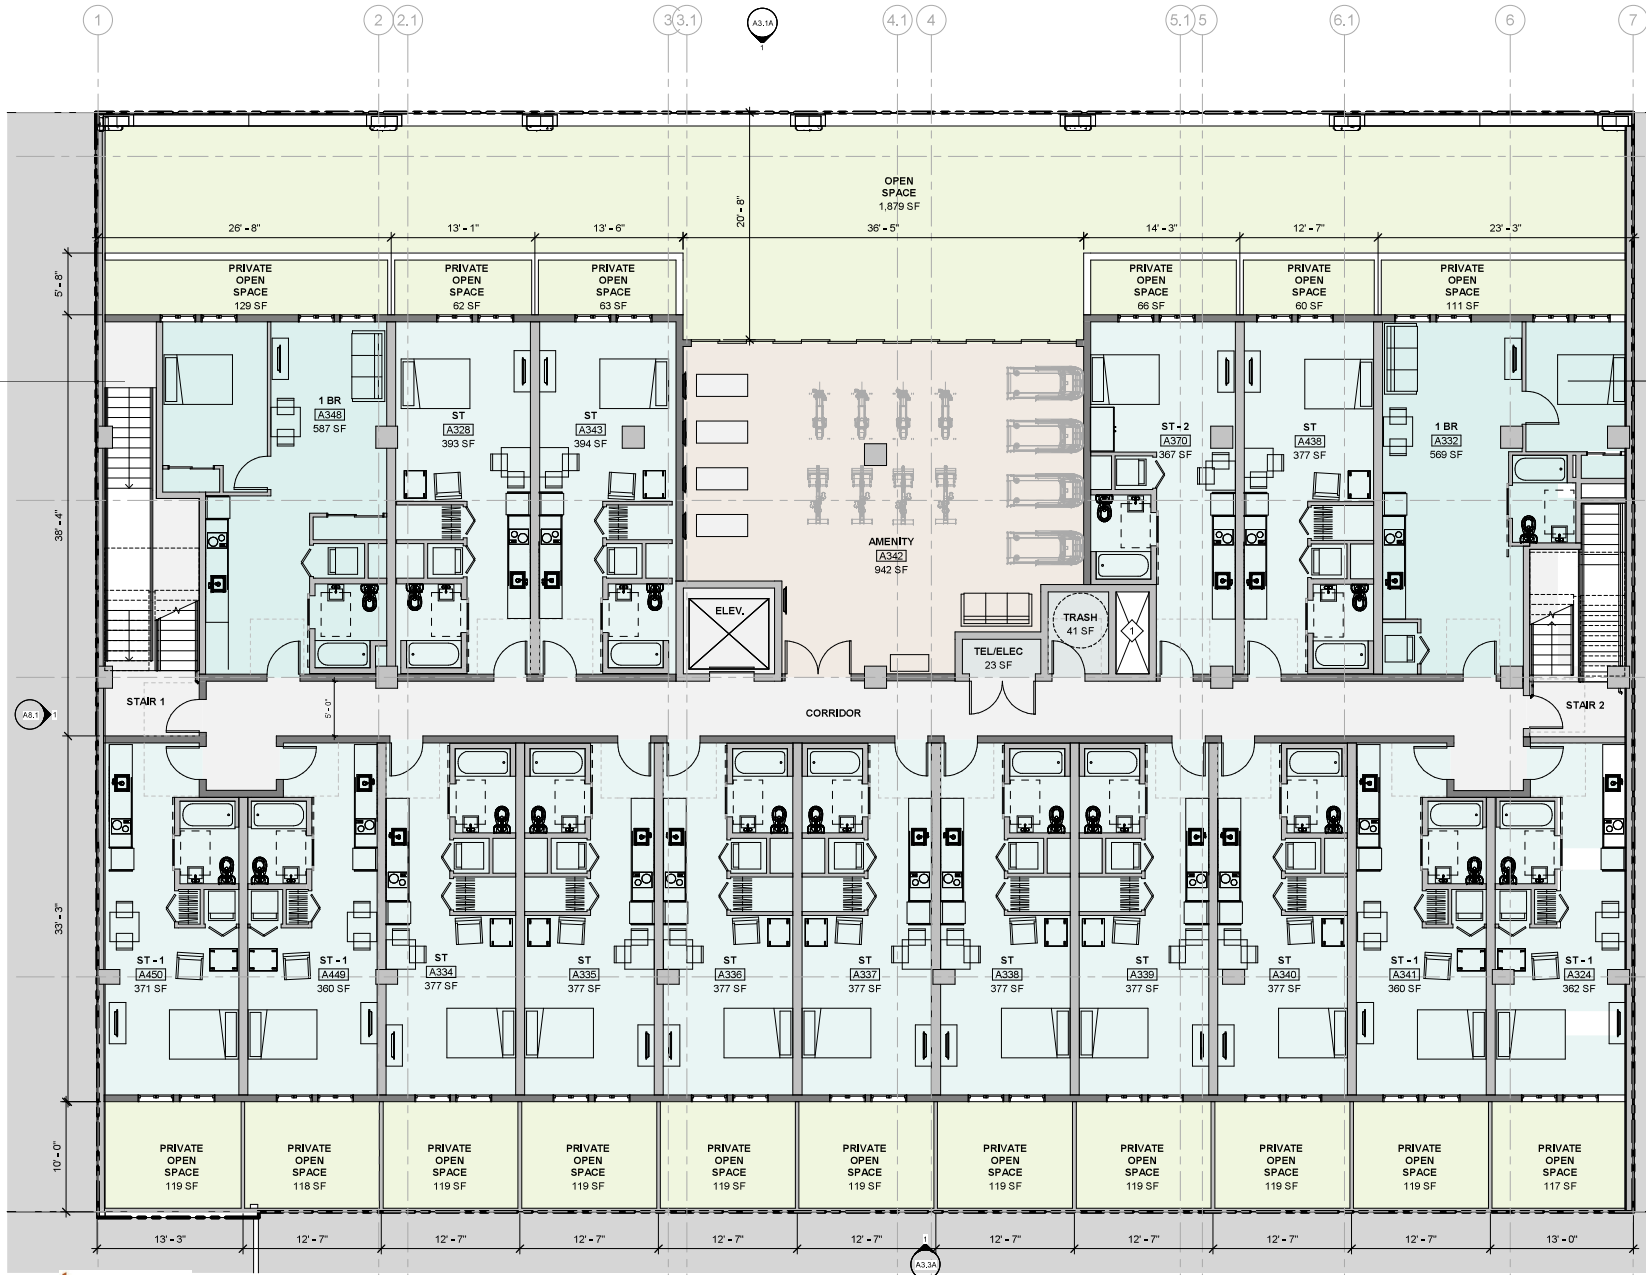 1
2
2.1
3
3.1
4.1
4
5.1
5
6.1
6
7
A3.1A
1
OPEN
SPACE
1,879 SF
20' - 8"
26' - 8"
13' - 1"
13' - 6"
36' - 5"
14' - 3"
12' - 7"
23' - 3"
5' - 8"
PRIVATE
OPEN
SPACE
129 SF
PRIVATE
OPEN
SPACE
62 SF
PRIVATE
OPEN
SPACE
63 SF
PRIVATE
OPEN
SPACE
66 SF
PRIVATE
OPEN
SPACE
60 SF
PRIVATE
OPEN
SPACE
111 SF
38' - 4"
1 BR
A348
587 SF
ST
A328
393 SF
ST
A343
394 SF
AMENITY
A342
942 SF
ST - 2
A370
367 SF
ST
A438
377 SF
1 BR
A332
569 SF
ELEV.
TRASH
41 SF
1
TEL/ELEC
23 SF
STAIR 1
5' - 0"
CORRIDOR
STAIR 2
A8.1
1
33' - 3"
ST - 1
A450
371 SF
ST - 1
A449
360 SF
ST
A334
377 SF
ST
A335
377 SF
ST
A336
377 SF
ST
A337
377 SF
ST
A338
377 SF
ST
A339
377 SF
ST
A340
377 SF
ST - 1
A341
360 SF
ST - 1
A324
362 SF
10' - 0"
PRIVATE
OPEN
SPACE
119 SF
PRIVATE
OPEN
SPACE
118 SF
PRIVATE
OPEN
SPACE
119 SF
PRIVATE
OPEN
SPACE
119 SF
PRIVATE
OPEN
SPACE
119 SF
PRIVATE
OPEN
SPACE
119 SF
PRIVATE
OPEN
SPACE
119 SF
PRIVATE
OPEN
SPACE
119 SF
PRIVATE
OPEN
SPACE
119 SF
PRIVATE
OPEN
SPACE
119 SF
PRIVATE
OPEN
SPACE
117 SF
13' - 3"
12' - 7"
12' - 7"
12' - 7"
12' - 7"
12' - 7"
12' - 7"
12' - 7"
12' - 7"
12' - 7"
13' - 0"
1
A3.3A